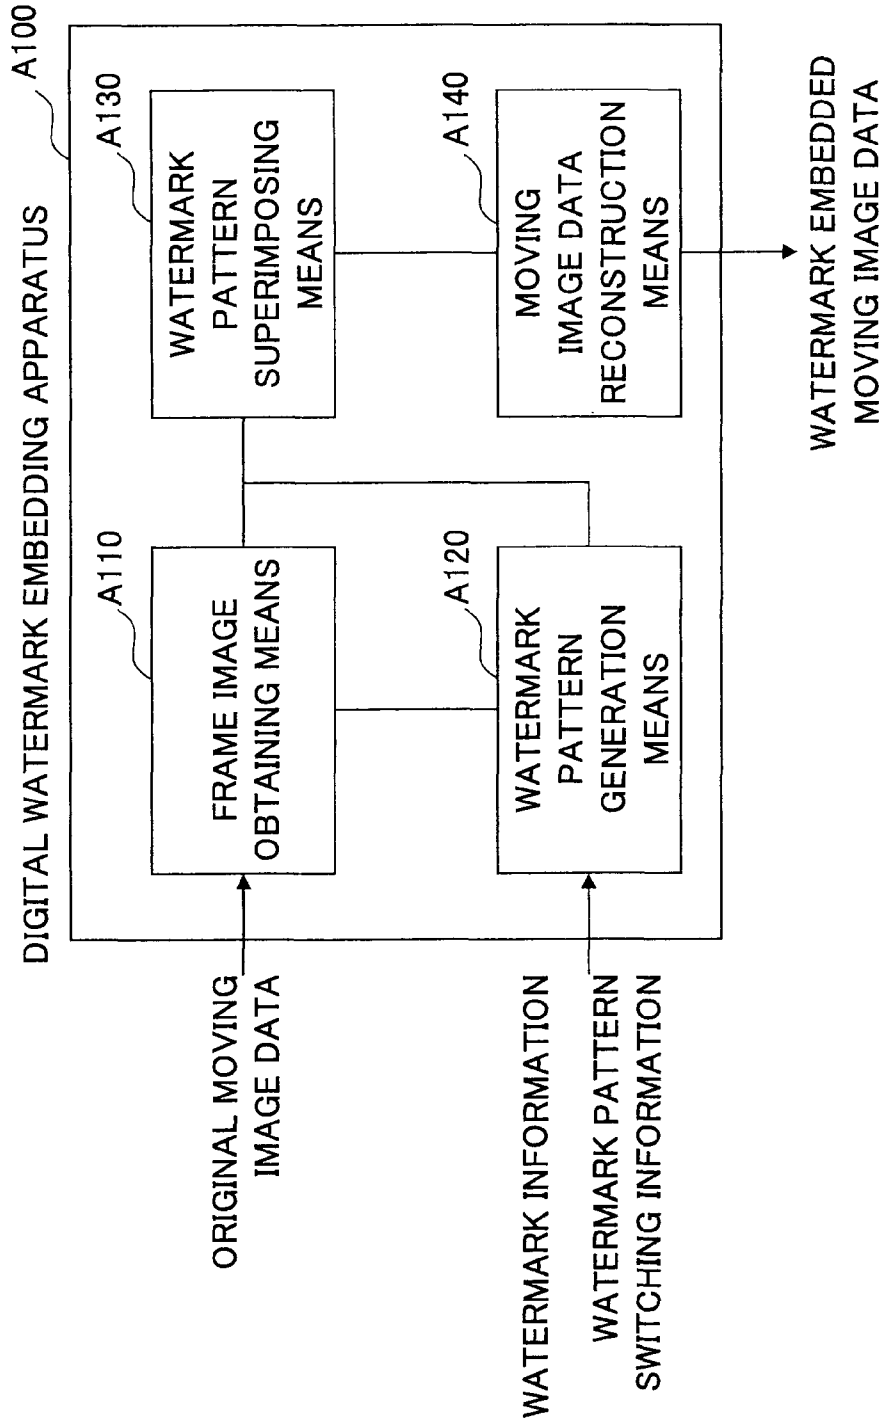 DIGITAL WATERMARK EMBEDDING APPARATUS
A100
ORIGINAL MOVING
IMAGE DATA
A110
FRAME IMAGE
OBTAINING MEANS
A130
WATERMARK
PATTERN
SUPERIMPOSING
MEANS
WATERMARK INFORMATION
WATERMARK PATTERN
SWITCHING INFORMATION
A120
WATERMARK
PATTERN
GENERATION
MEANS
A140
MOVING
IMAGE DATA
RECONSTRUCTION
MEANS
WATERMARK EMBEDDED
MOVING IMAGE DATA